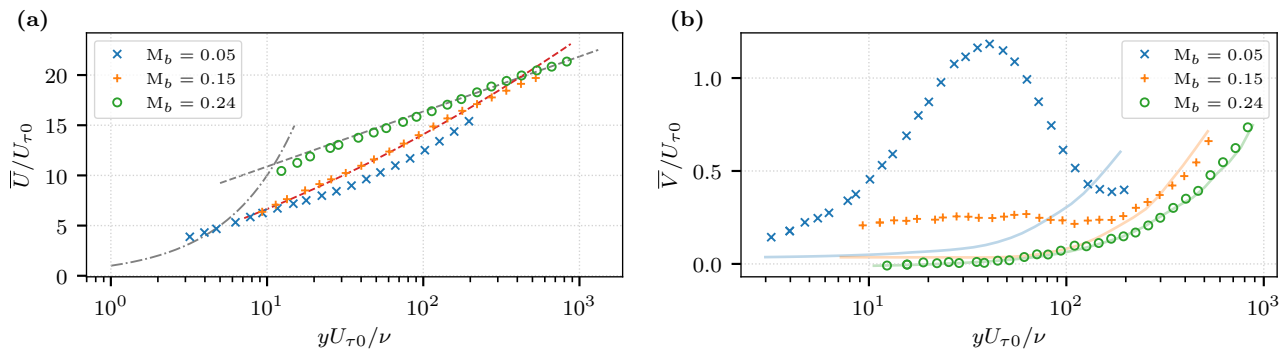 (a)
(b)
M_b = 0.05
M_b = 0.15
M_b = 0.24
20
15
10
5
0
10^0
10^1
10^2
10^3
yU_{τ0}/ν
\overline{U}/U_{τ0}
M_b = 0.05
M_b = 0.15
M_b = 0.24
1.0
0.5
0.0
10^1
10^2
10^3
yU_{τ0}/ν
\overline{V}/U_{τ0}